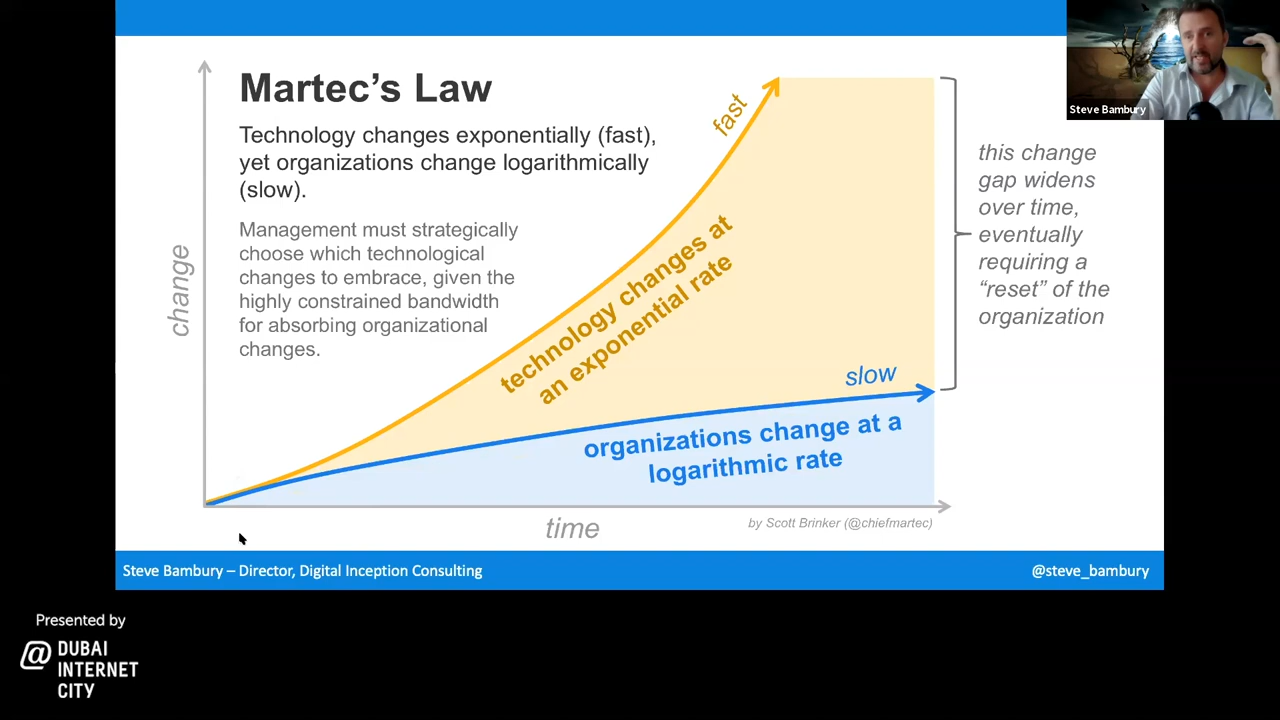 Steve Bambury
Martec's Law
Technology changes exponentially (fast),
yet organizations change logarithmically
(slow).
Management must strategically
choose which technological
changes to embrace, given the
highly constrained bandwidth
for absorbing organizational
changes.
change
fast
technology changes at
an exponential rate
slow
organizations change at a
logarithmic rate
this change
gap widens
over time,
eventually
requiring a
“reset” of the
organization
time
by Scott Brinker (@chiefmartec)
Steve Bambury – Director, Digital Inception Consulting
@steve_bambury
Presented by
@ DUBAI
INTERNET
CITY